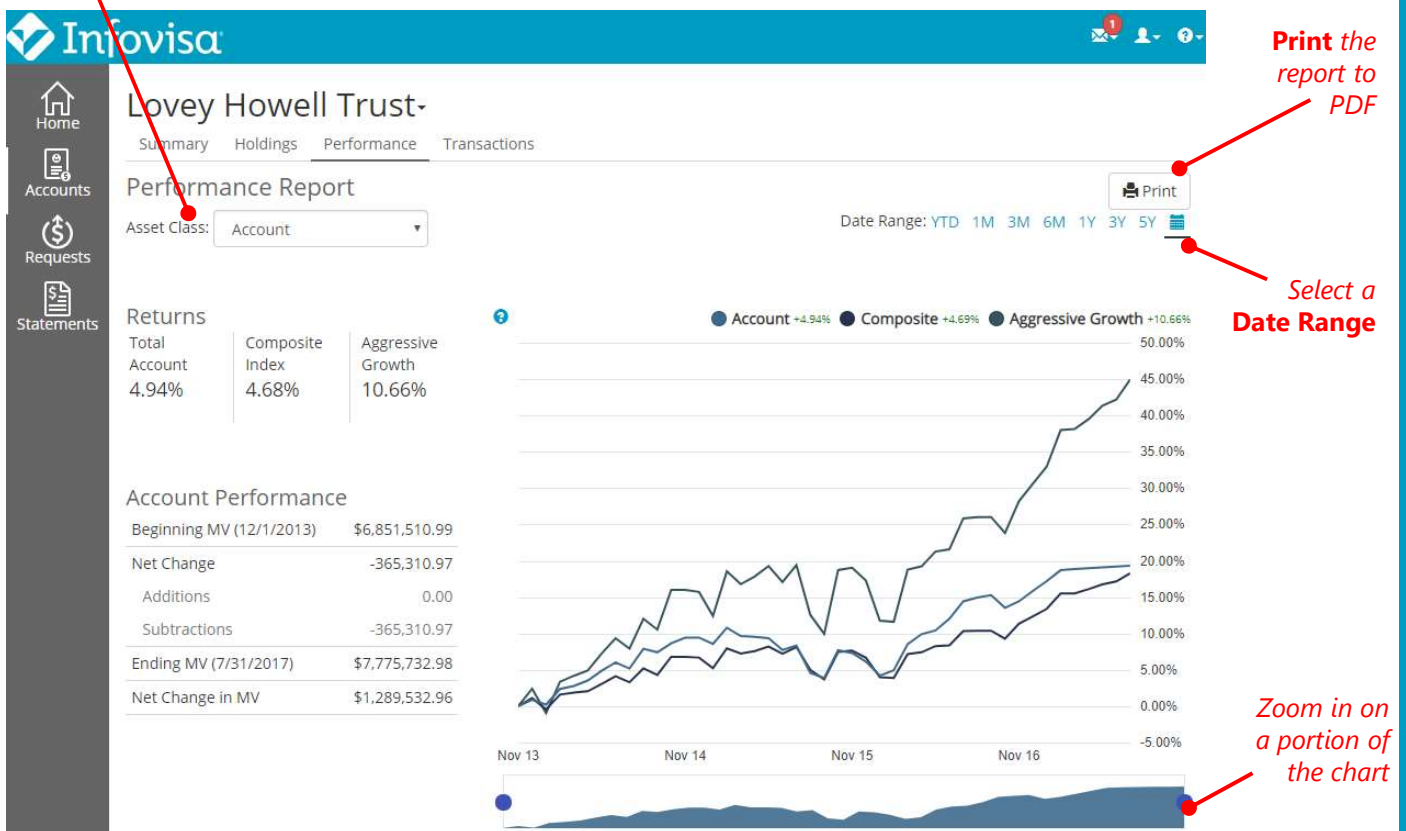 Infovisa
1
Print the
report to
PDF
Home
Lovey Howell Trust
Summary Holdings Performance Transactions
Accounts
Performance Report
Print
Asset Class: Account
Date Range: YTD 1M 3M 6M 1Y 3Y 5Y
Requests
Select a
Date Range
Statements
Returns
Total
Account
4.94%
Composite
Index
4.68%
Aggressive
Growth
10.66%
?
Account +4.94% Composite +4.69% Aggressive Growth +10.66%
50.00%
45.00%
40.00%
35.00%
30.00%
25.00%
20.00%
15.00%
10.00%
5.00%
0.00%
-5.00%
Nov 13 Nov 14 Nov 15 Nov 16
Account Performance
Beginning MV (12/1/2013) $6,851,510.99
Net Change -365,310.97
Additions 0.00
Subtractions -365,310.97
Ending MV (7/31/2017) $7,775,732.98
Net Change in MV $1,289,532.96
Zoom in on
a portion of
the chart